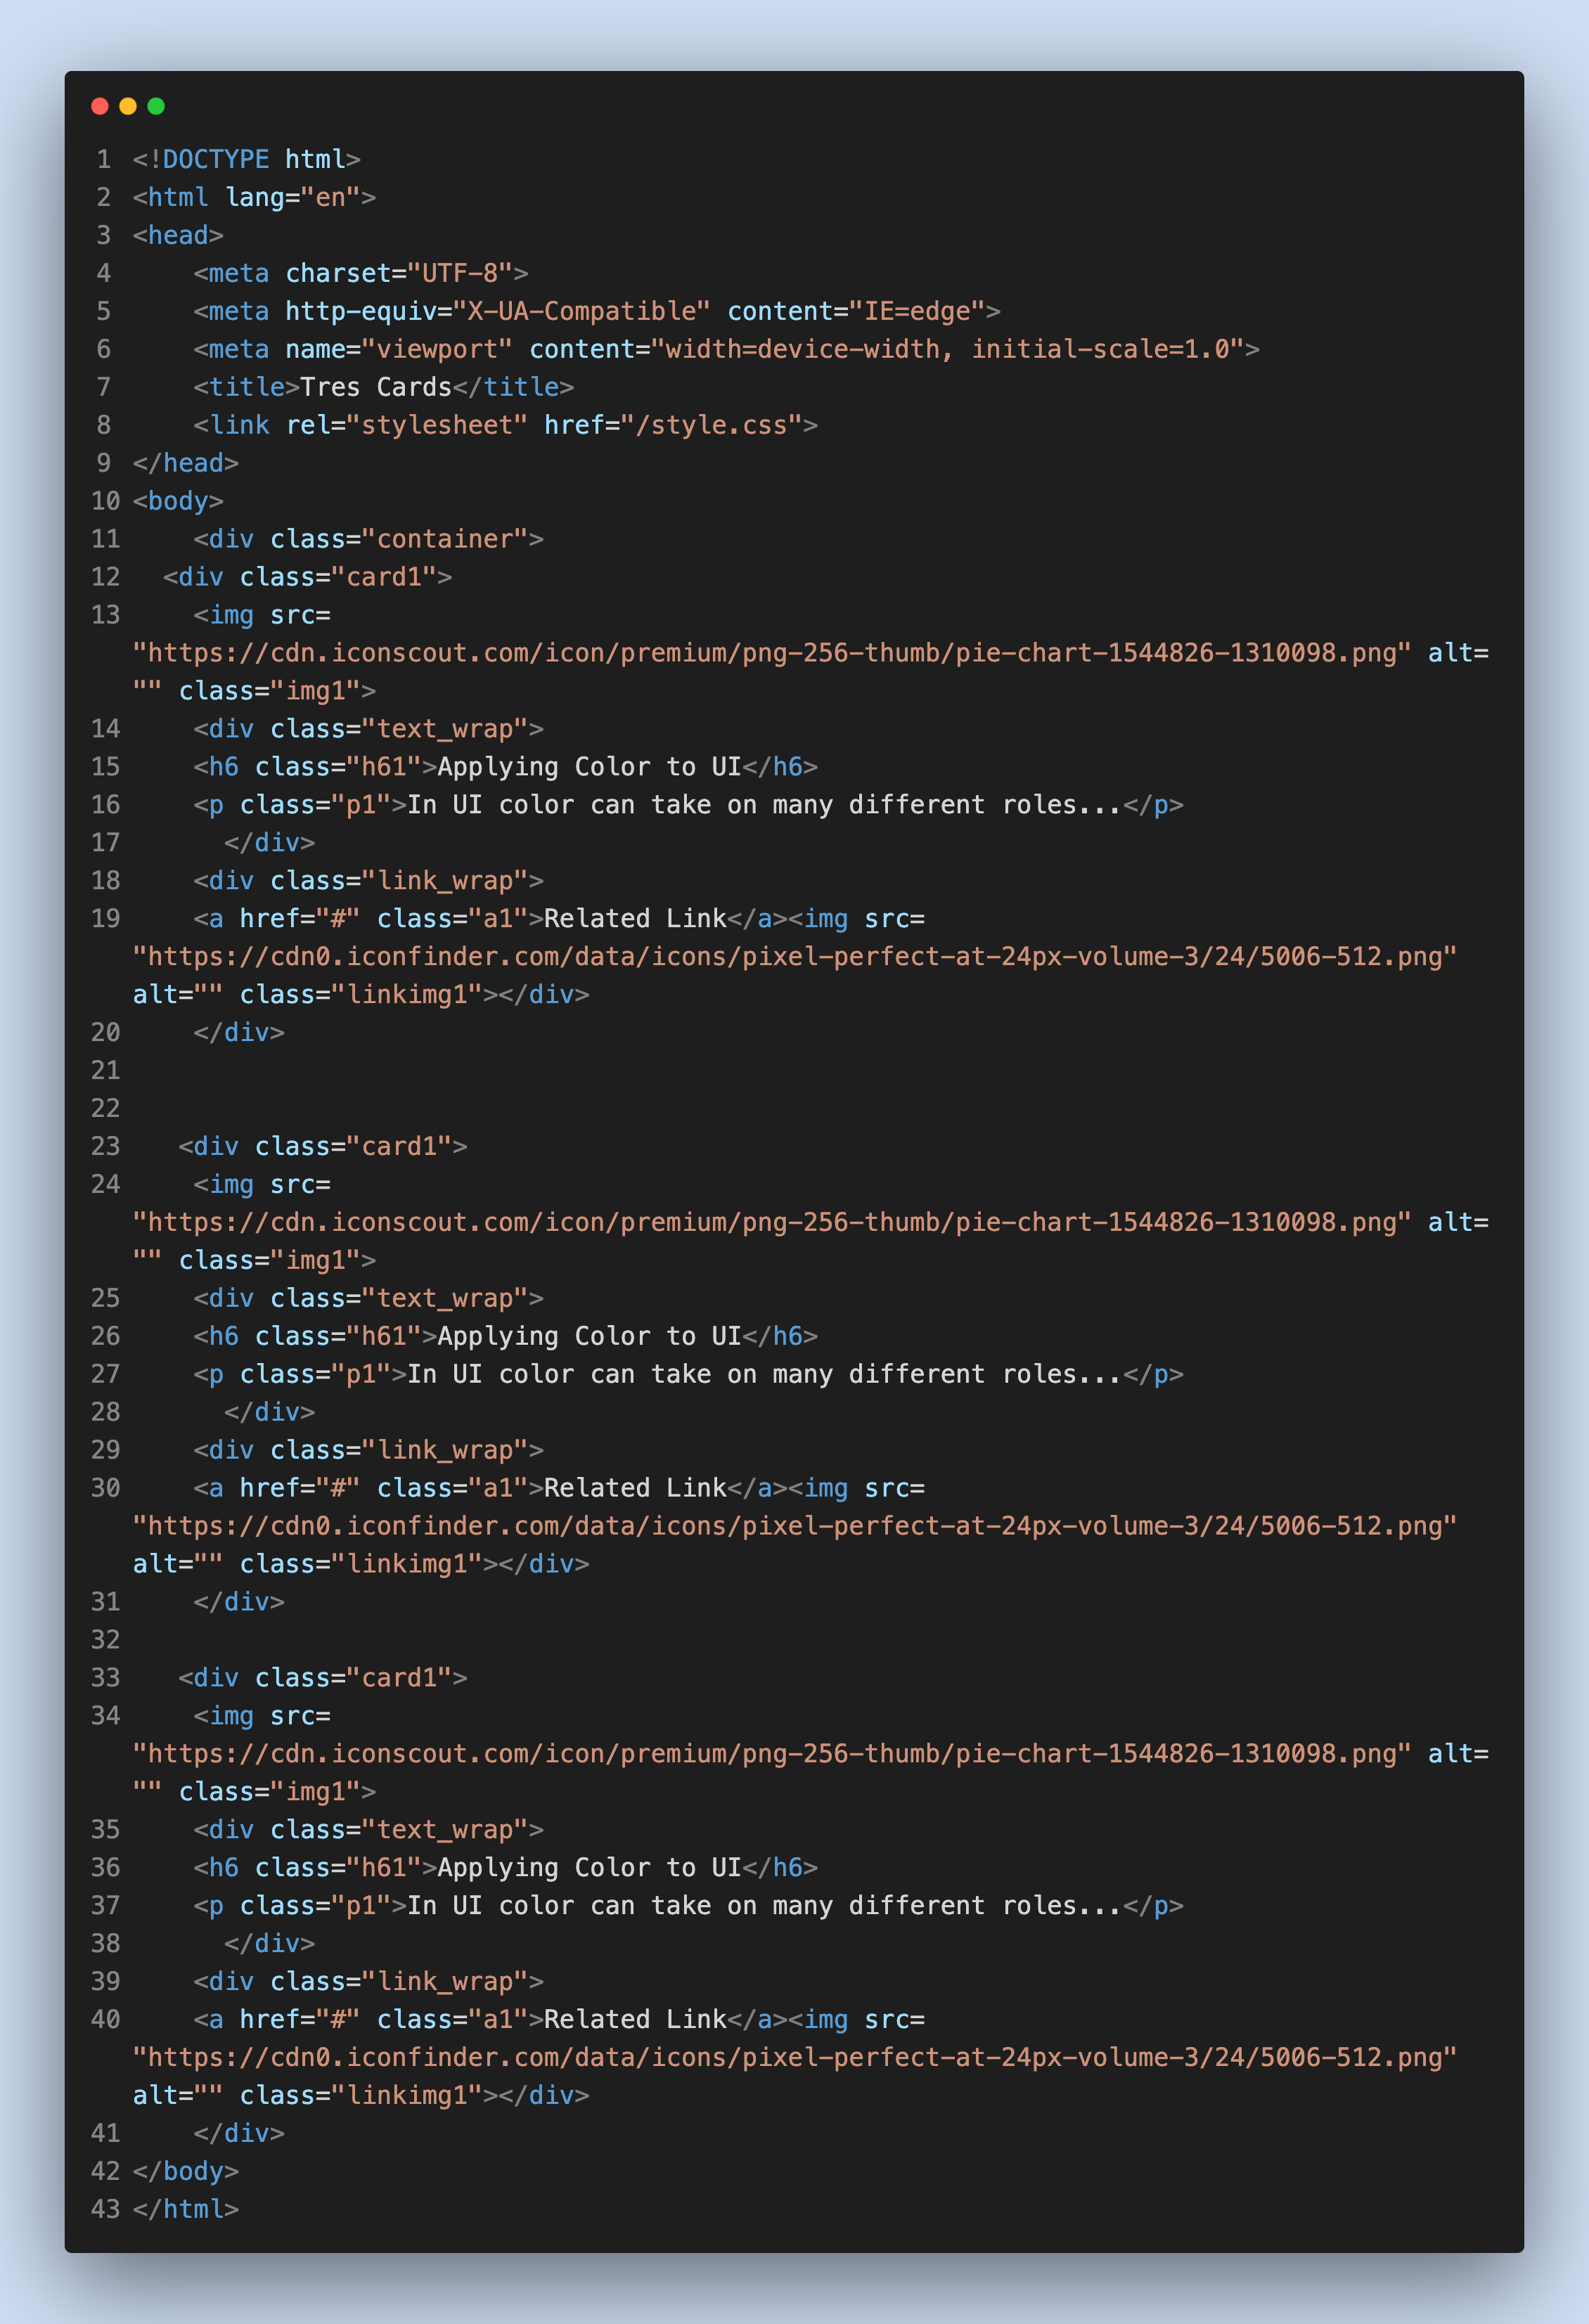 1 <!DOCTYPE html>
2 <html lang="en">
3 <head>
4     <meta charset="UTF-8">
5     <meta http-equiv="X-UA-Compatible" content="IE=edge">
6     <meta name="viewport" content="width=device-width, initial-scale=1.0">
7     <title>Tres Cards</title>
8     <link rel="stylesheet" href="/style.css">
9 </head>
10 <body>
11     <div class="container">
12   <div class="card1">
13     <img src=
"https://cdn.iconscout.com/icon/premium/png-256-thumb/pie-chart-1544826-1310098.png" alt=
"" class="img1">
14     <div class="text_wrap">
15     <h6 class="h61">Applying Color to UI</h6>
16     <p class="p1">In UI color can take on many different roles...</p>
17       </div>
18     <div class="link_wrap">
19     <a href="#" class="a1">Related Link</a><img src=
"https://cdn0.iconfinder.com/data/icons/pixel-perfect-at-24px-volume-3/24/5006-512.png"
alt="" class="linkimg1"></div>
20     </div>
21
22
23    <div class="card1">
24     <img src=
"https://cdn.iconscout.com/icon/premium/png-256-thumb/pie-chart-1544826-1310098.png" alt=
"" class="img1">
25     <div class="text_wrap">
26     <h6 class="h61">Applying Color to UI</h6>
27     <p class="p1">In UI color can take on many different roles...</p>
28       </div>
29     <div class="link_wrap">
30     <a href="#" class="a1">Related Link</a><img src=
"https://cdn0.iconfinder.com/data/icons/pixel-perfect-at-24px-volume-3/24/5006-512.png"
alt="" class="linkimg1"></div>
31     </div>
32
33    <div class="card1">
34     <img src=
"https://cdn.iconscout.com/icon/premium/png-256-thumb/pie-chart-1544826-1310098.png" alt=
"" class="img1">
35     <div class="text_wrap">
36     <h6 class="h61">Applying Color to UI</h6>
37     <p class="p1">In UI color can take on many different roles...</p>
38       </div>
39     <div class="link_wrap">
40     <a href="#" class="a1">Related Link</a><img src=
"https://cdn0.iconfinder.com/data/icons/pixel-perfect-at-24px-volume-3/24/5006-512.png"
alt="" class="linkimg1"></div>
41     </div>
42 </body>
43 </html>